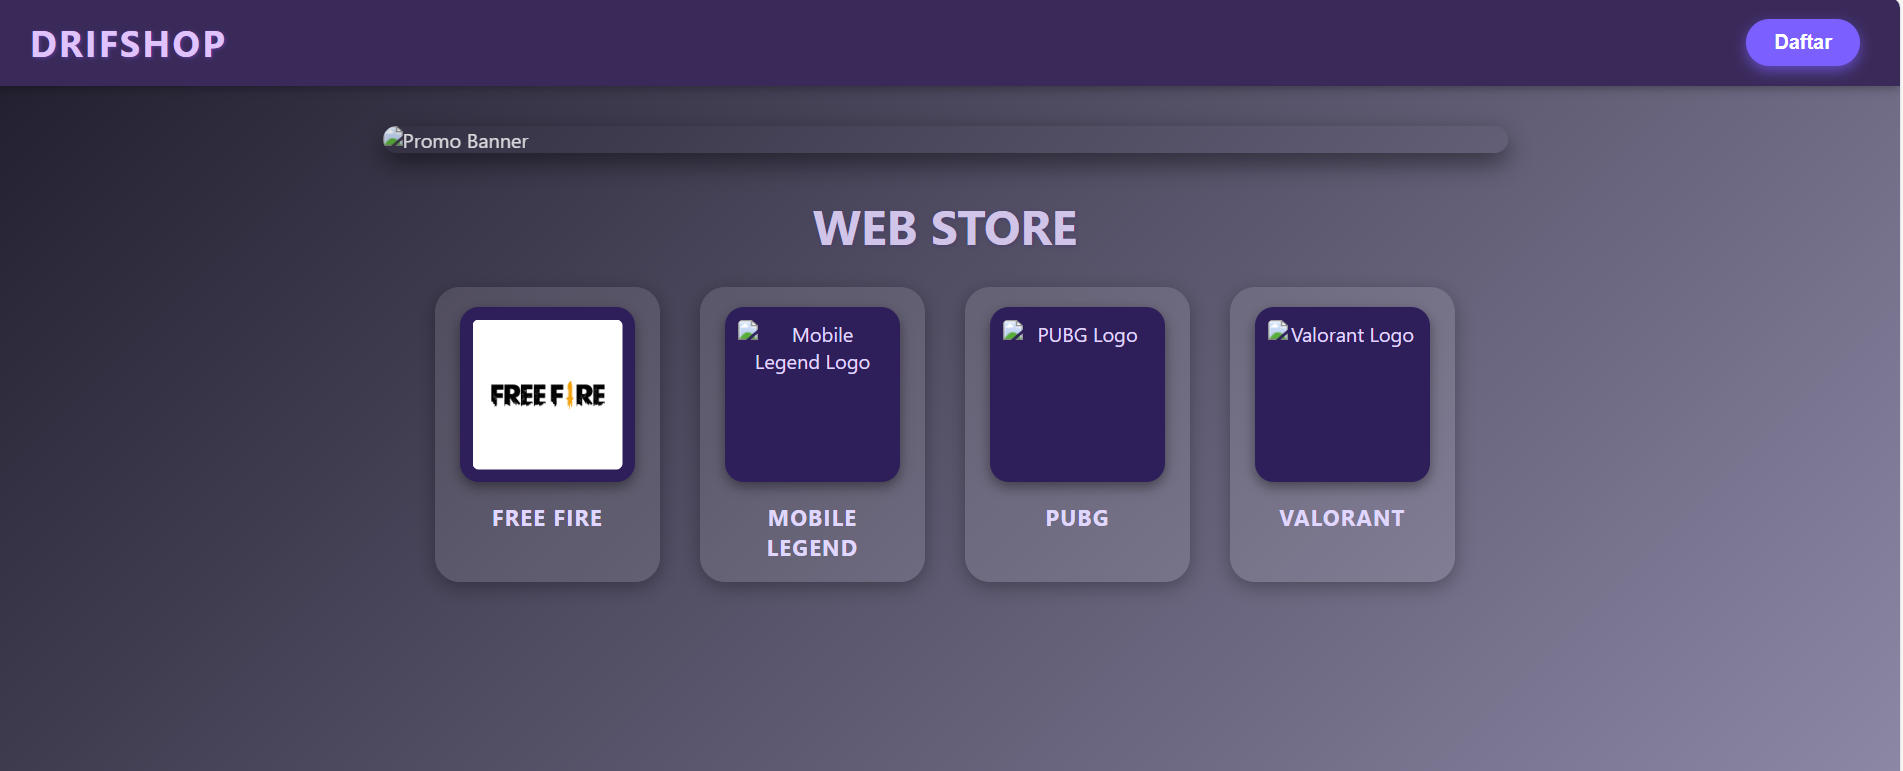 DRIFSHOP
Daftar
Promo Banner
WEB STORE
FREE FIRE
Mobile
Legend Logo
PUBG Logo
Valorant Logo
FREE FIRE
MOBILE
LEGEND
PUBG
VALORANT